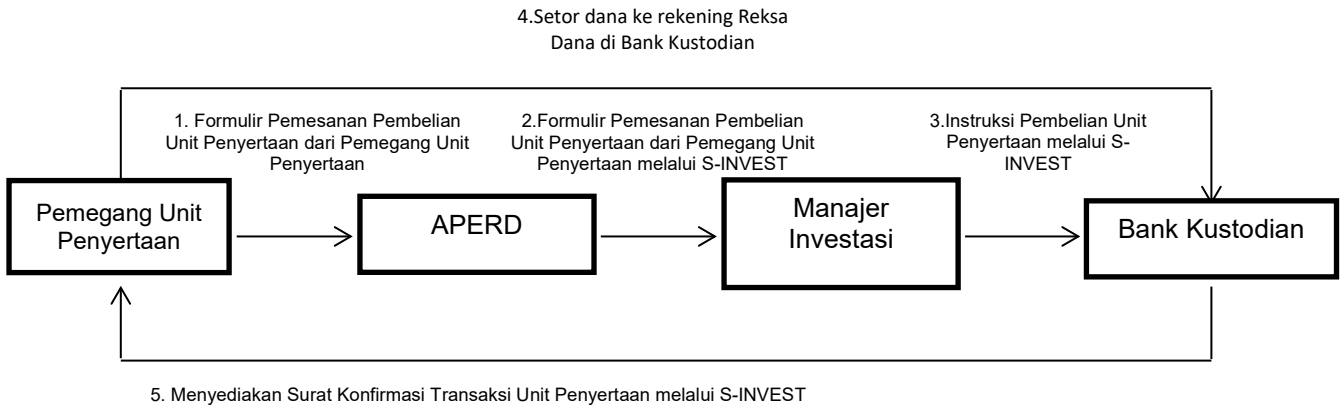 4.Setor dana ke rekening Reksa
Dana di Bank Kustodian
1. Formulir Pemesanan Pembelian
Unit Penyertaan dari Pemegang Unit
Penyertaan
2.Formulir Pemesanan Pembelian
Unit Penyertaan dari Pemegang Unit
Penyertaan melalui S-INVEST
3.Instruksi Pembelian Unit
Penyertaan melalui S-
INVEST
Pemegang Unit
Penyertaan
APERD
Manajer
Investasi
Bank Kustodian
5. Menyediakan Surat Konfirmasi Transaksi Unit Penyertaan melalui S-INVEST